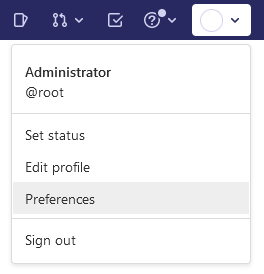 Administrator
@root
Set status
Edit profile
Preferences
Sign out